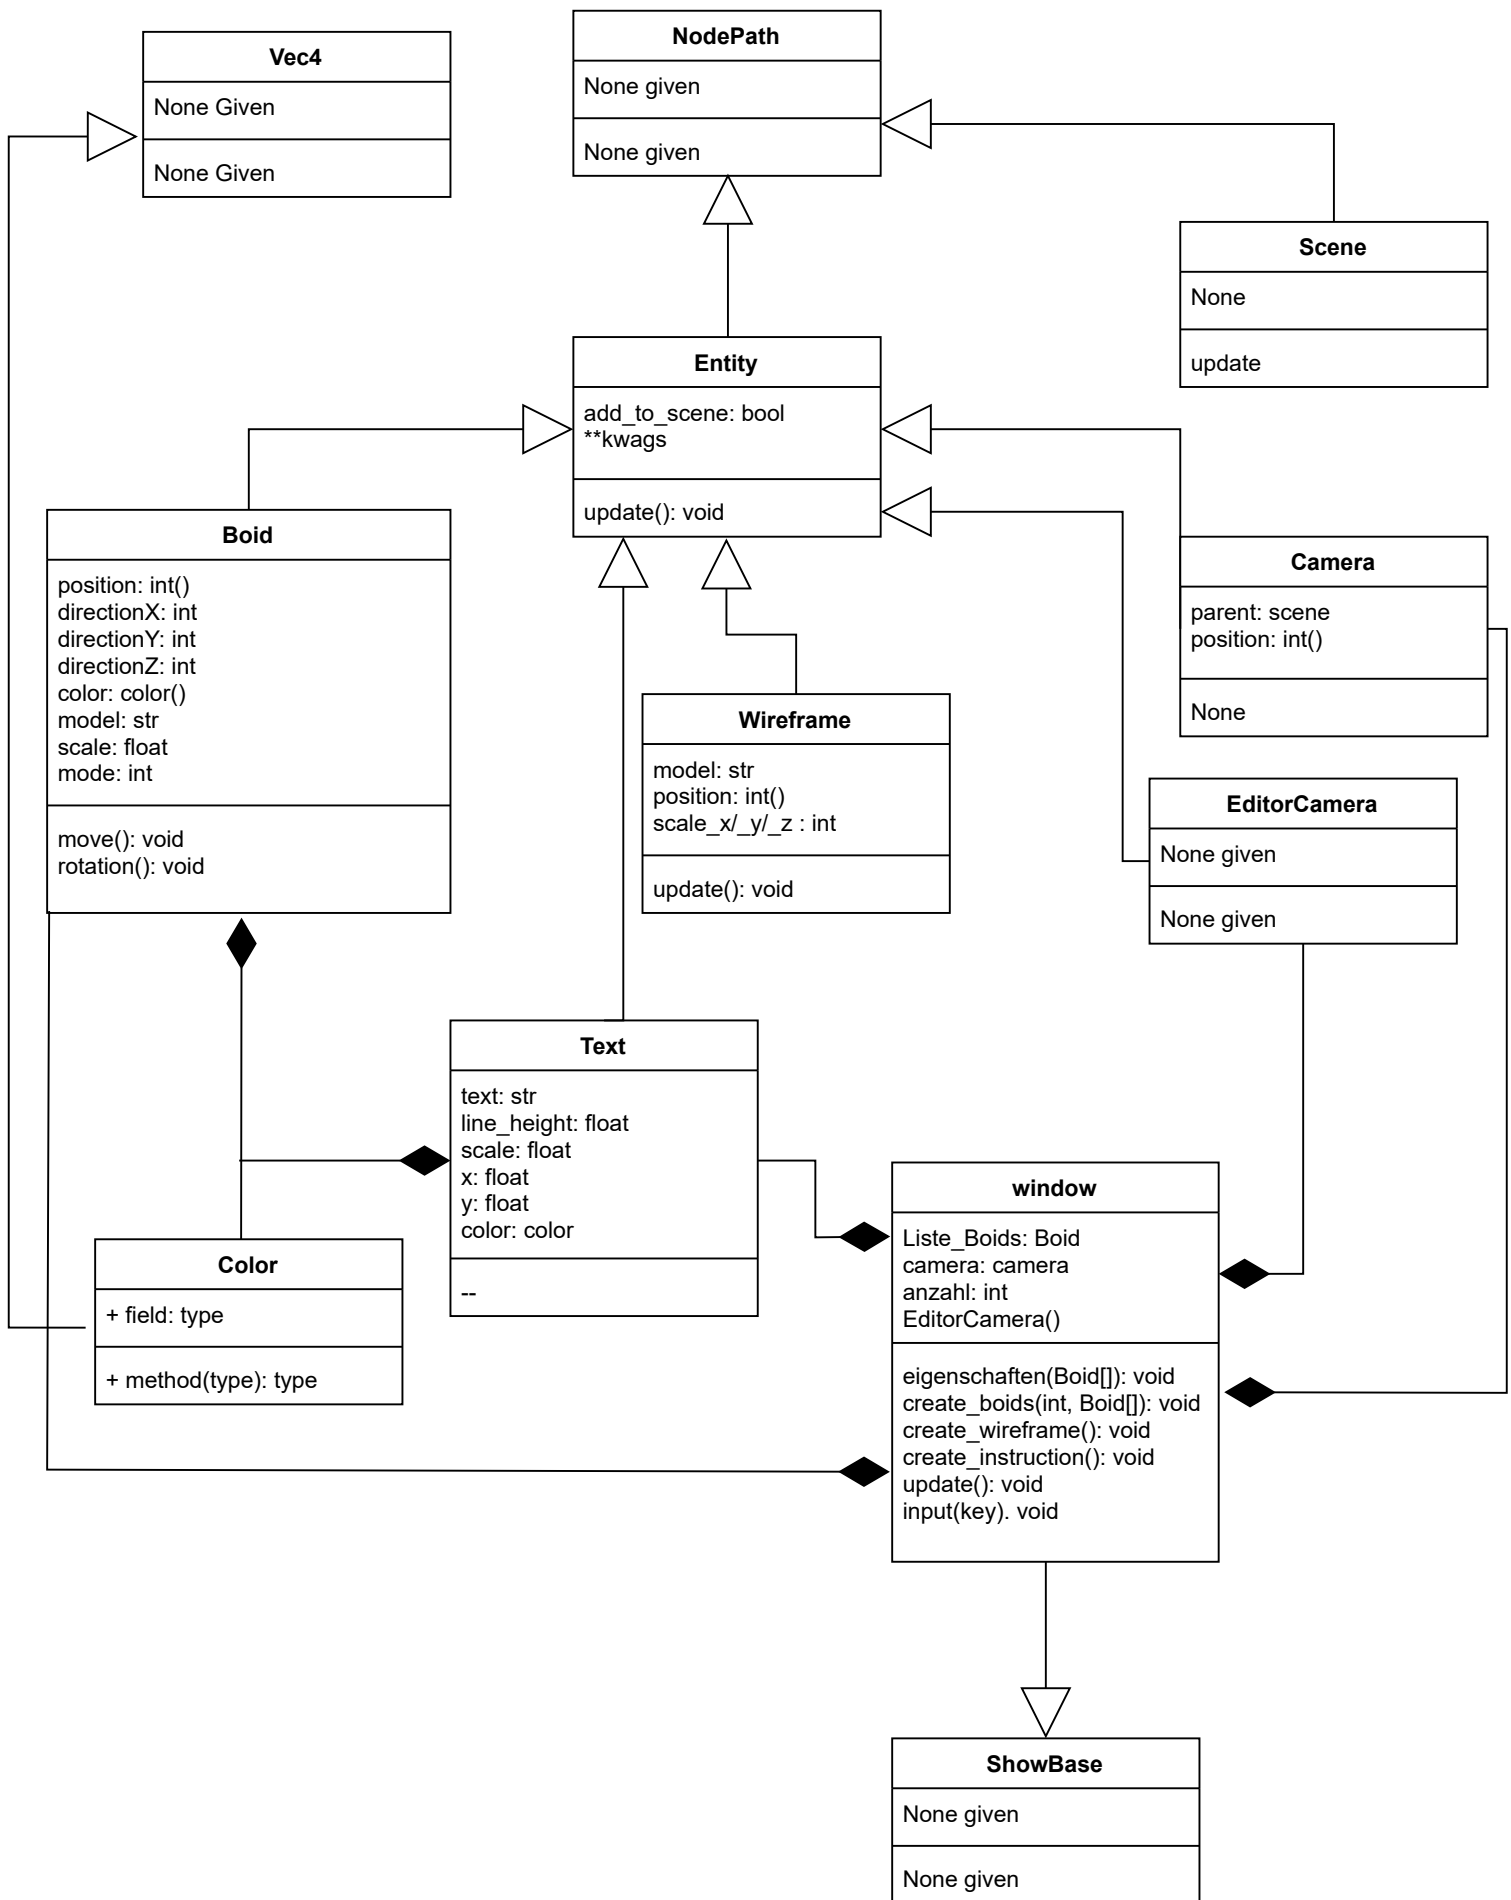 Vec4
None Given
None Given
NodePath
None given
None given
Scene
None
update
Entity
add_to_scene: bool
**kwags
update(): void
Boid
position: int()
directionX: int
directionY: int
directionZ: int
color: color()
model: str
scale: float
mode: int
move(): void
rotation(): void
Camera
parent: scene
position: int()
None
Wireframe
model: str
position: int()
scale_x/_y/_z : int
update(): void
EditorCamera
None given
None given
Text
text: str
line_height: float
scale: float
x: float
y: float
color: color
--
Color
+ field: type
+ method(type): type
window
Liste_Boids: Boid
camera: camera
anzahl: int
EditorCamera()
eigenschaften(Boid[]): void
create_boids(int, Boid[]): void
create_wireframe(): void
create_instruction(): void
update(): void
input(key). void
ShowBase
None given
None given